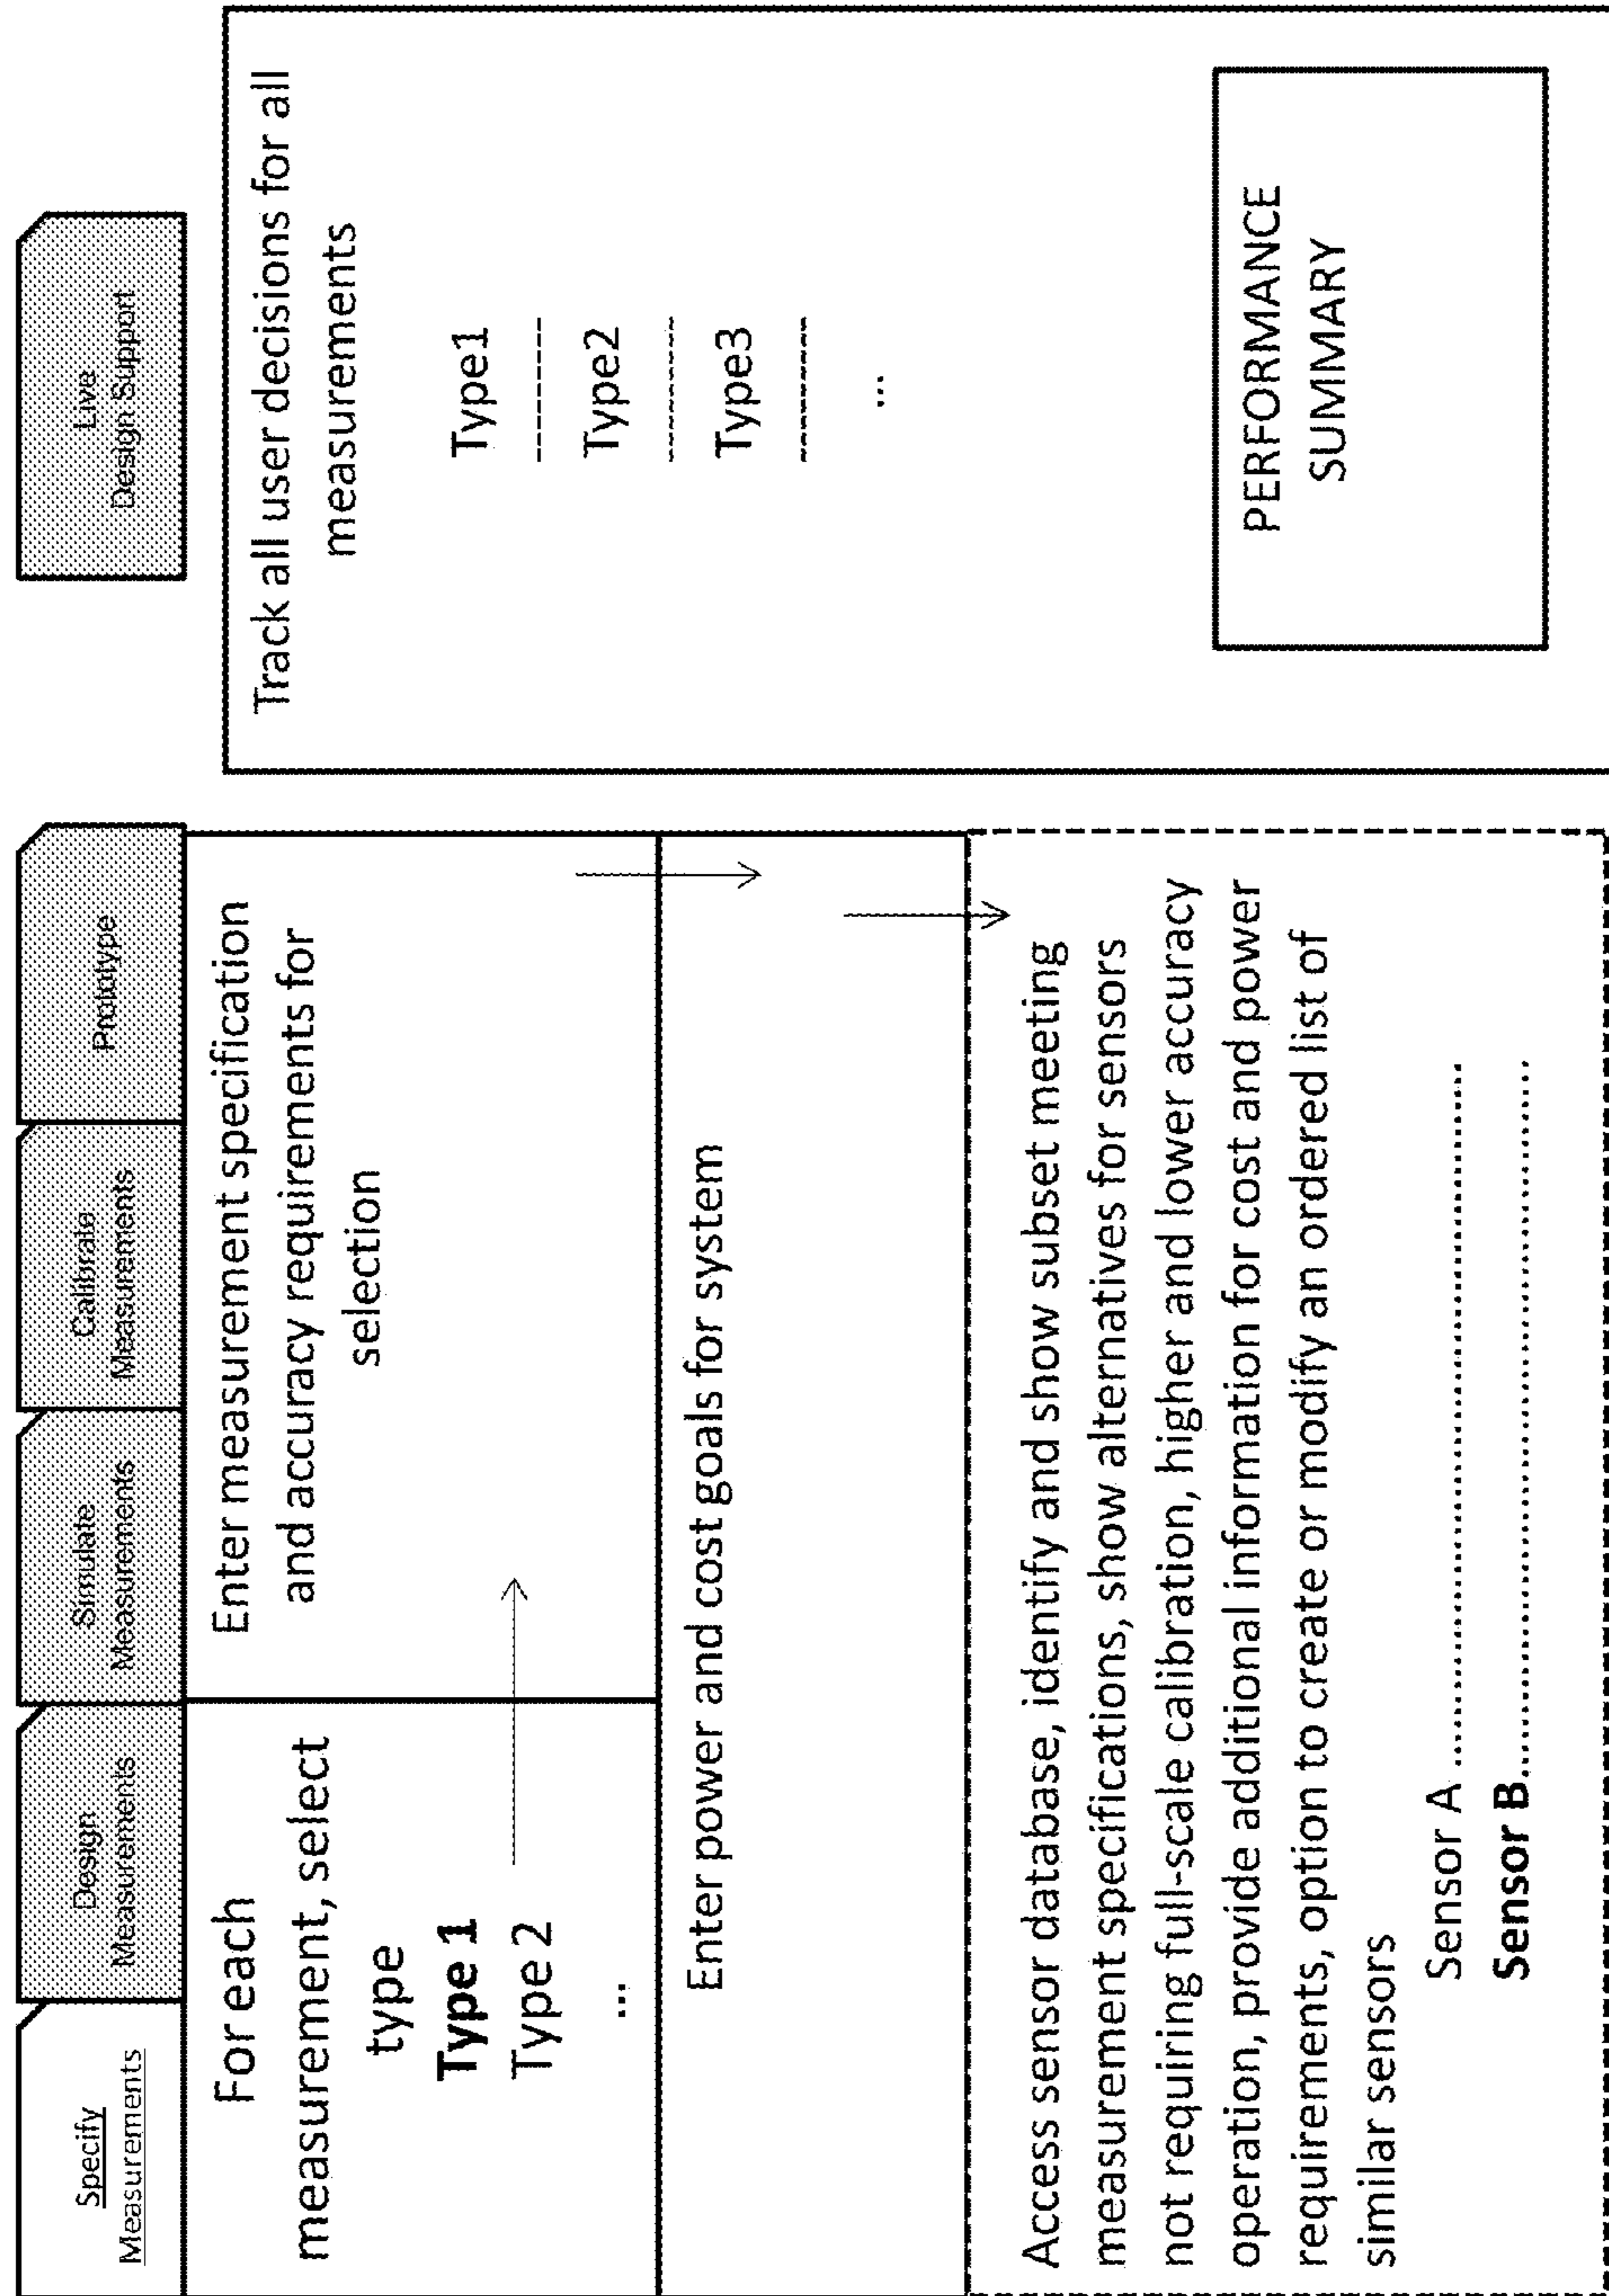 Specify
Measurements
Design
Measurements
Simulate
Measurements
Calibrate
Measurements
Prototype
Live
Design Support
For each
measurement, select
type
Type 1
Type 2
...
Enter measurement specification
and accuracy requirements for
selection
Enter power and cost goals for system
Access sensor database, identify and show subset meeting
measurement specifications, show alternatives for sensors
not requiring full-scale calibration, higher and lower accuracy
operation, provide additional information for cost and power
requirements, option to create or modify an ordered list of
similar sensors
Sensor A ..........................................................
Sensor B..........................................................
Track all user decisions for all
measurements
Type1
Type2
Type3
...
PERFORMANCE
SUMMARY